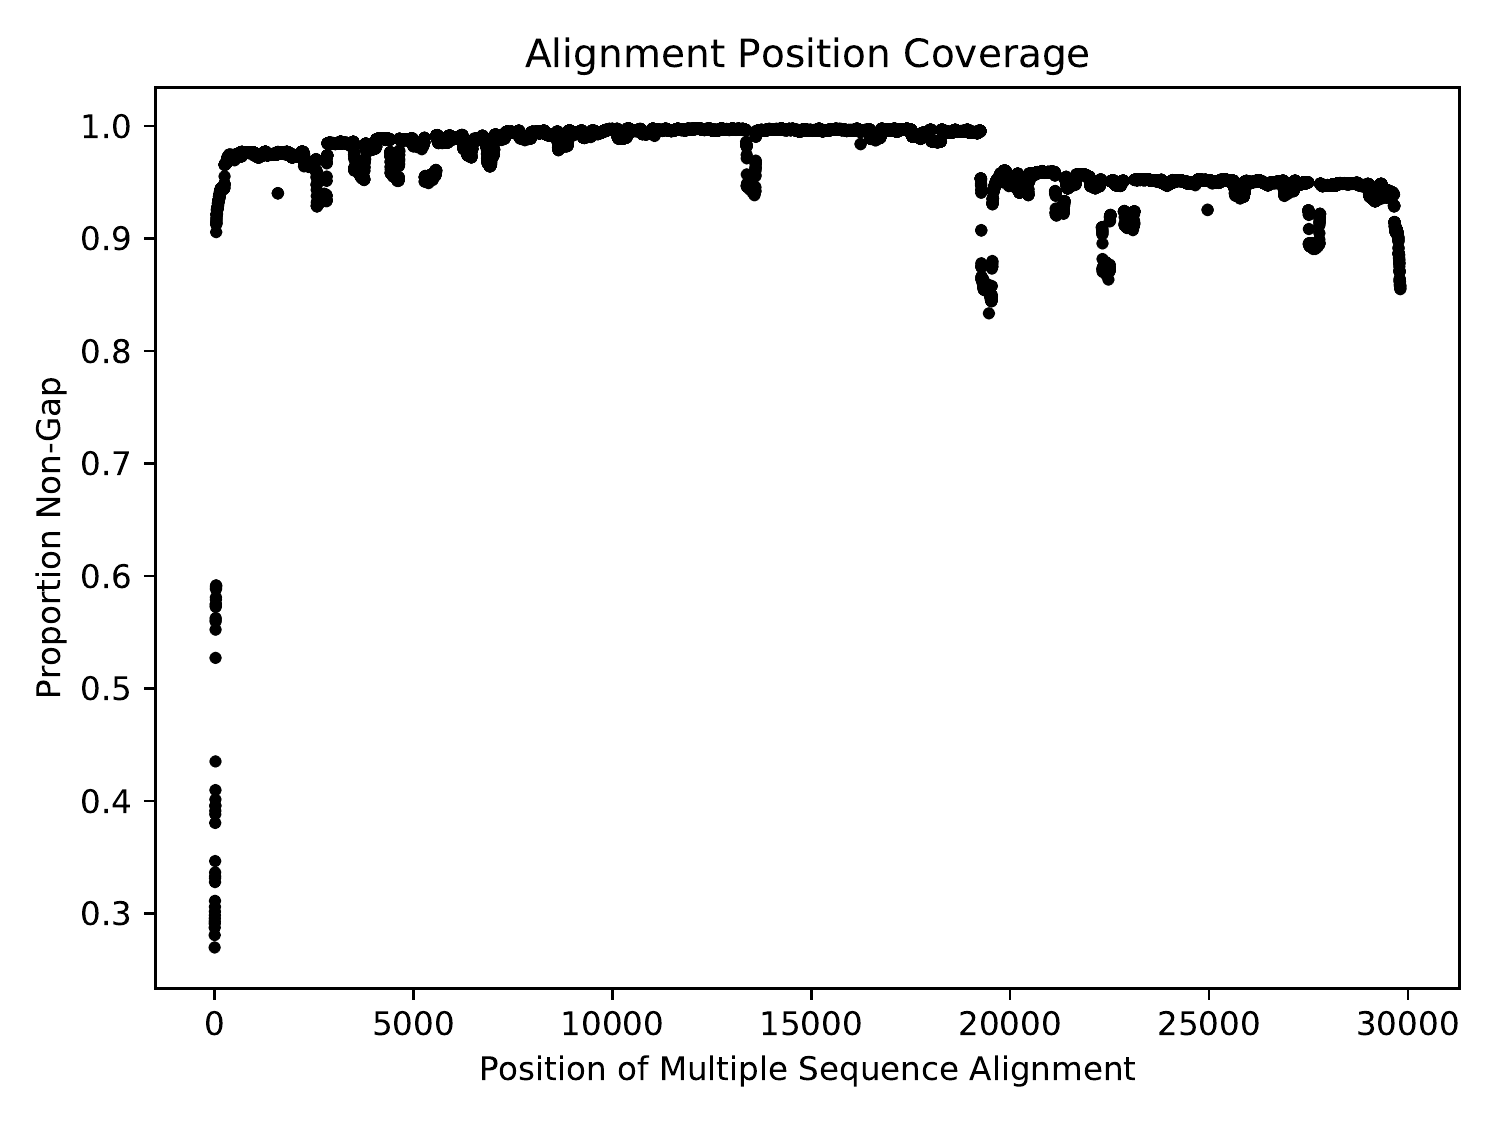 Alignment Position Coverage
1.0
0.9
0.8
0.7
0.6
0.5
0.4
0.3
Proportion Non-Gap
0 5000 10000 15000 20000 25000 30000
Position of Multiple Sequence Alignment